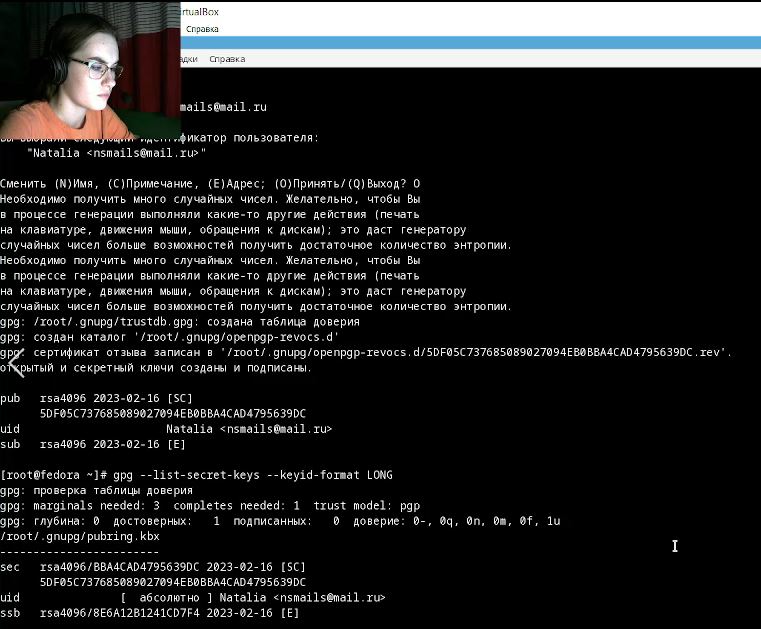 rtualBox
Справка
дки Справка
mails@mail.ru
Вы выбрали следующий идентификатор пользователя:
"Natalia <nsmails@mail.ru>"
Сменить (N)Имя, (C)Примечание, (E)Адрес; (O)Принять/(Q)Выход? O
Необходимо получить много случайных чисел. Желательно, чтобы Вы
в процессе генерации выполняли какие-то другие действия (печать
на клавиатуре, движения мыши, обращения к дискам); это даст генератору
случайных чисел больше возможностей получить достаточное количество энтропии.
Необходимо получить много случайных чисел. Желательно, чтобы Вы
в процессе генерации выполняли какие-то другие действия (печать
на клавиатуре, движения мыши, обращения к дискам); это даст генератору
случайных чисел больше возможностей получить достаточное количество энтропии.
gpg: /root/.gnupg/trustdb.gpg: создана таблица доверия
gpg: создан каталог '/root/.gnupg/openpgp-revocs.d'
gpg: сертификат отзыва записан в '/root/.gnupg/openpgp-revocs.d/5DF05C737685089027094EB0BBA4CAD4795639DC.rev'.
открытый и секретный ключи созданы и подписаны.
pub rsa4096 2023-02-16 [SC]
5DF05C737685089027094EB0BBA4CAD4795639DC
uid Natalia <nsmails@mail.ru>
sub rsa4096 2023-02-16 [E]
[root@fedora ~]# gpg --list-secret-keys --keyid-format LONG
gpg: проверка таблицы доверия
gpg: marginals needed: 3 completes needed: 1 trust model: pgp
gpg: глубина: 0 достоверных: 1 подписанных: 0 доверие: 0-, 0q, 0n, 0m, 0f, 1u
/root/.gnupg/pubring.kbx
------------------------
sec rsa4096/BBA4CAD4795639DC 2023-02-16 [SC]
5DF05C737685089027094EB0BBA4CAD4795639DC
uid [ абсолютно ] Natalia <nsmails@mail.ru>
ssb rsa4096/8E6A12B1241CD7F4 2023-02-16 [E]